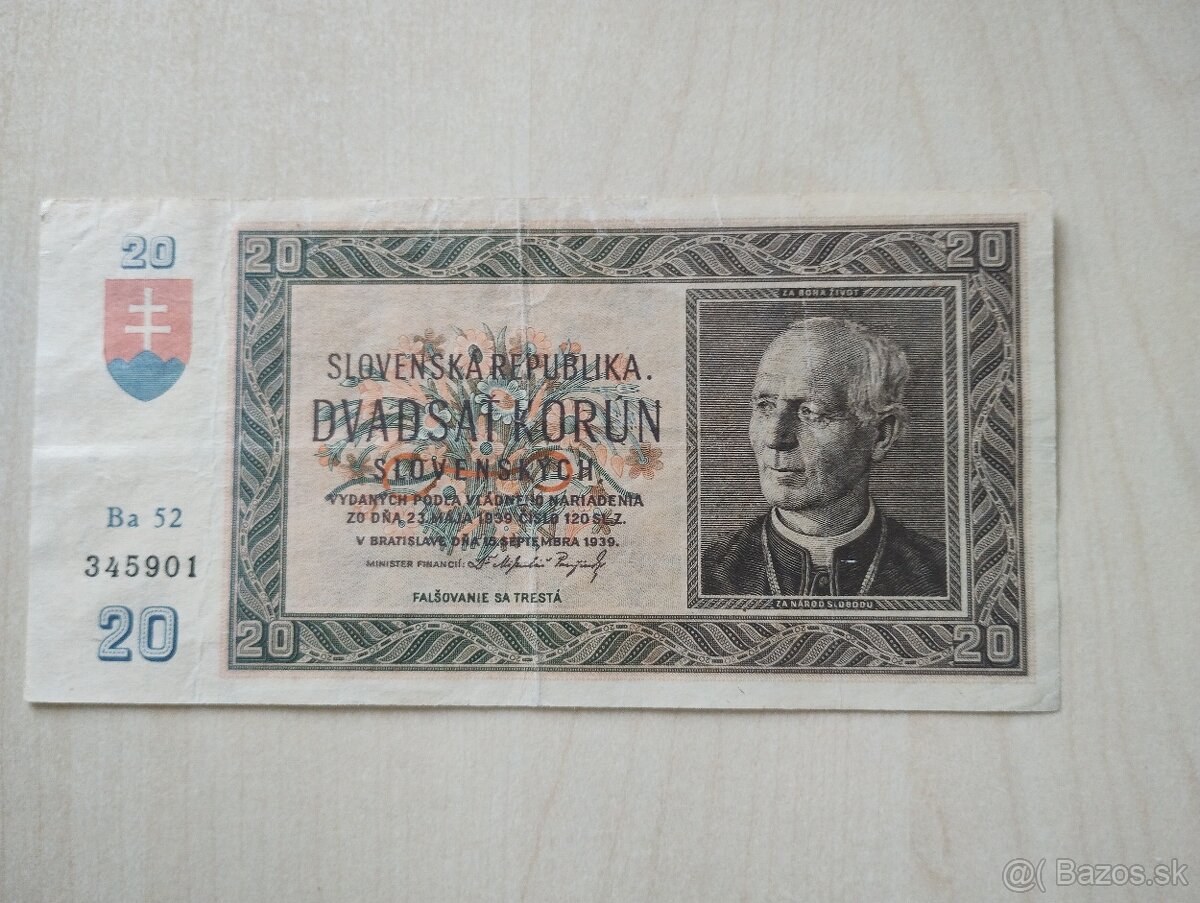 20
20
20
ZA BOHA ŽIVOT
SLOVENSKÁ REPUBLIKA.
DVADSAŤ KORÚN
SLOVENSKÝCH,
VYDANÝCH PODĽA VLÁDNEHO NARIADENIA
ZO DŇA 23. MÁJA 1939 ČÍSLO 120 SL. Z.
V BRATISLAVE DŇA 15. SEPTEMBRA 1939.
MINISTER FINANCIÍ:
FALŠOVANIE SA TRESTÁ
Ba 52
345901
ZA NÁROD SLOBODU
20
20
20
@( Bazos.sk